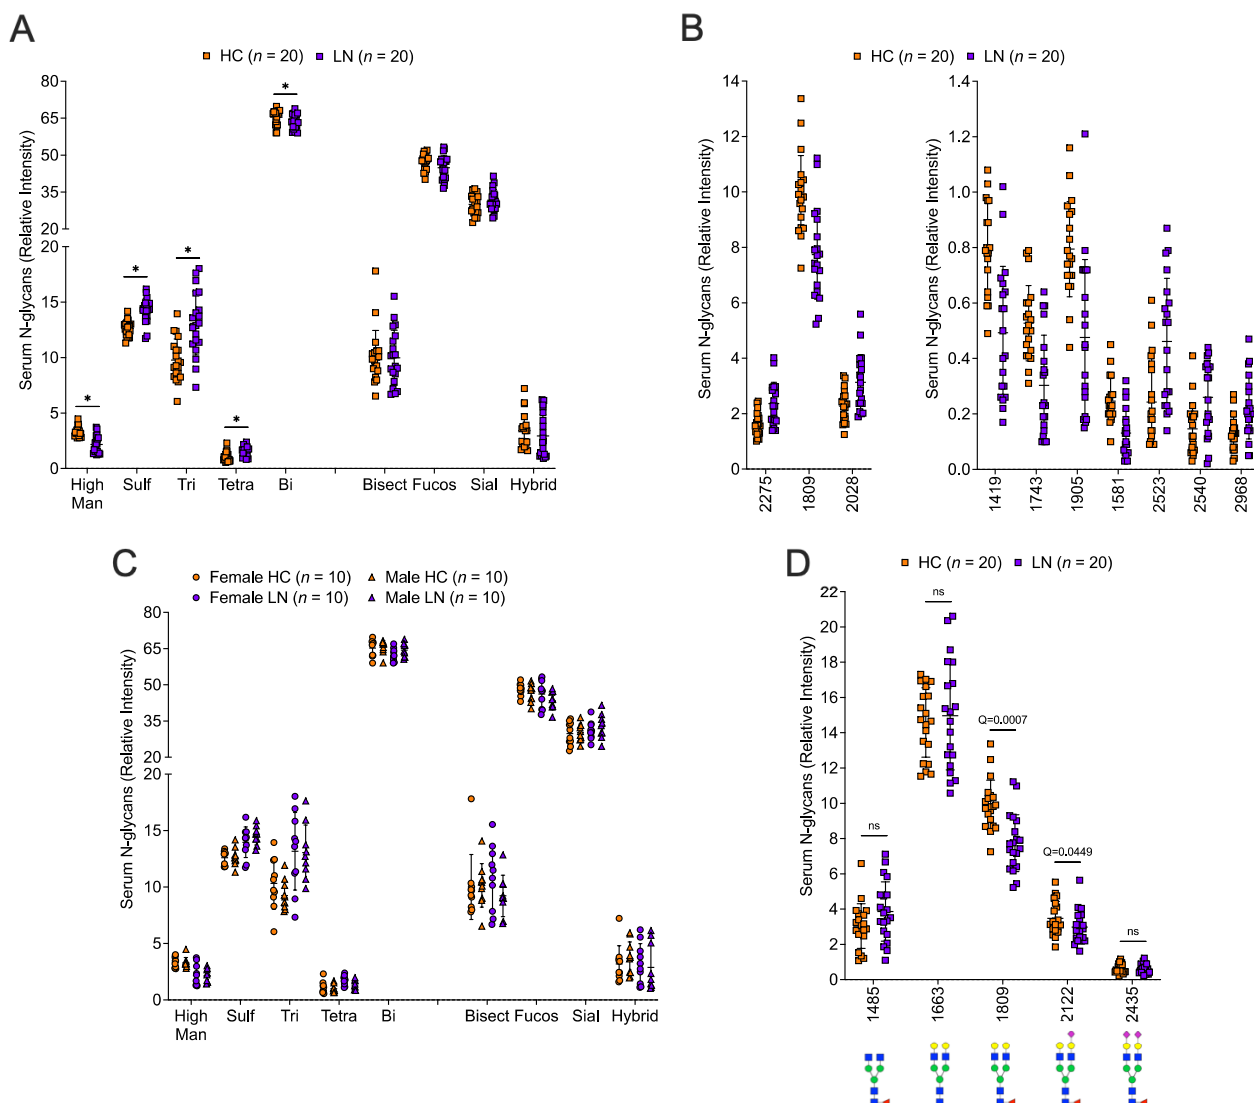 A
HC (n = 20) LN (n = 20)
Serum N-glycans (Relative Intensity)
80
65
50
35
20
20
15
10
5
0
* * * * *
High Man Sulf Tri Tetra Bi Bisect Fucos Sial Hybrid
B
HC (n = 20) LN (n = 20)
Serum N-glycans (Relative Intensity)
14
12
10
8
6
4
2
0
2275 1809 2028
Serum N-glycans (Relative Intensity)
1.4
1.2
1.0
0.8
0.6
0.4
0.2
0.0
1419 1743 1905 1581 2523 2540 2968
C
Female HC (n = 10) Male HC (n = 10)
Female LN (n = 10) Male LN (n = 10)
Serum N-glycans (Relative Intensity)
80
65
50
35
20
20
15
10
5
0
High Man Sulf Tri Tetra Bi Bisect Fucos Sial Hybrid
D
HC (n = 20) LN (n = 20)
Serum N-glycans (Relative Intensity)
22
20
18
16
14
12
10
8
6
4
2
0
ns
ns
Q=0.0007
Q=0.0449
ns
1485 1663 1809 2122 2435